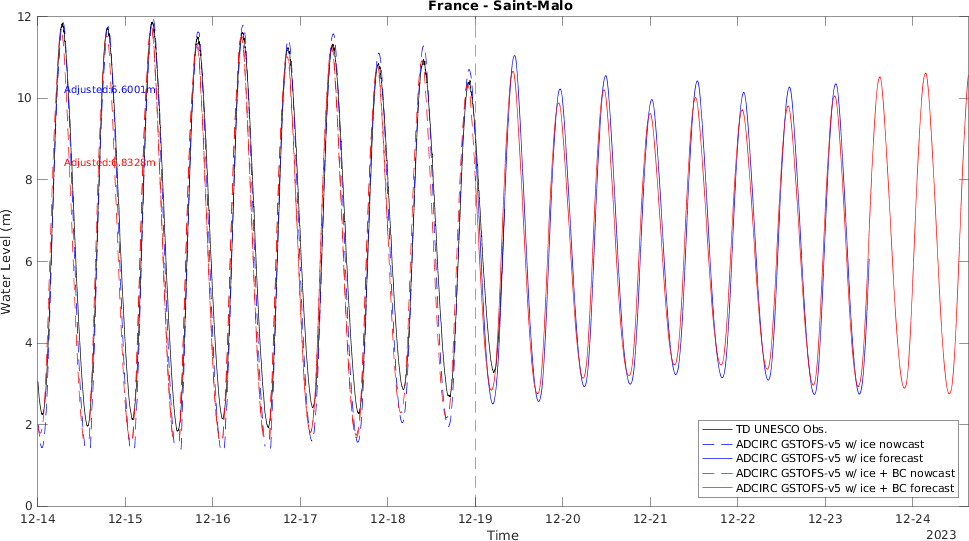 France - Saint-Malo
12
10
8
6
4
2
0
Water Level (m)
Adjusted:6.6001m
Adjusted:6.8328m
TD UNESCO Obs.
ADCIRC GSTOFS-v5 w/ ice nowcast
ADCIRC GSTOFS-v5 w/ ice forecast
ADCIRC GSTOFS-v5 w/ ice + BC nowcast
ADCIRC GSTOFS-v5 w/ ice + BC forecast
12-14 12-15 12-16 12-17 12-18 12-19 12-20 12-21 12-22 12-23 12-24
Time
2023